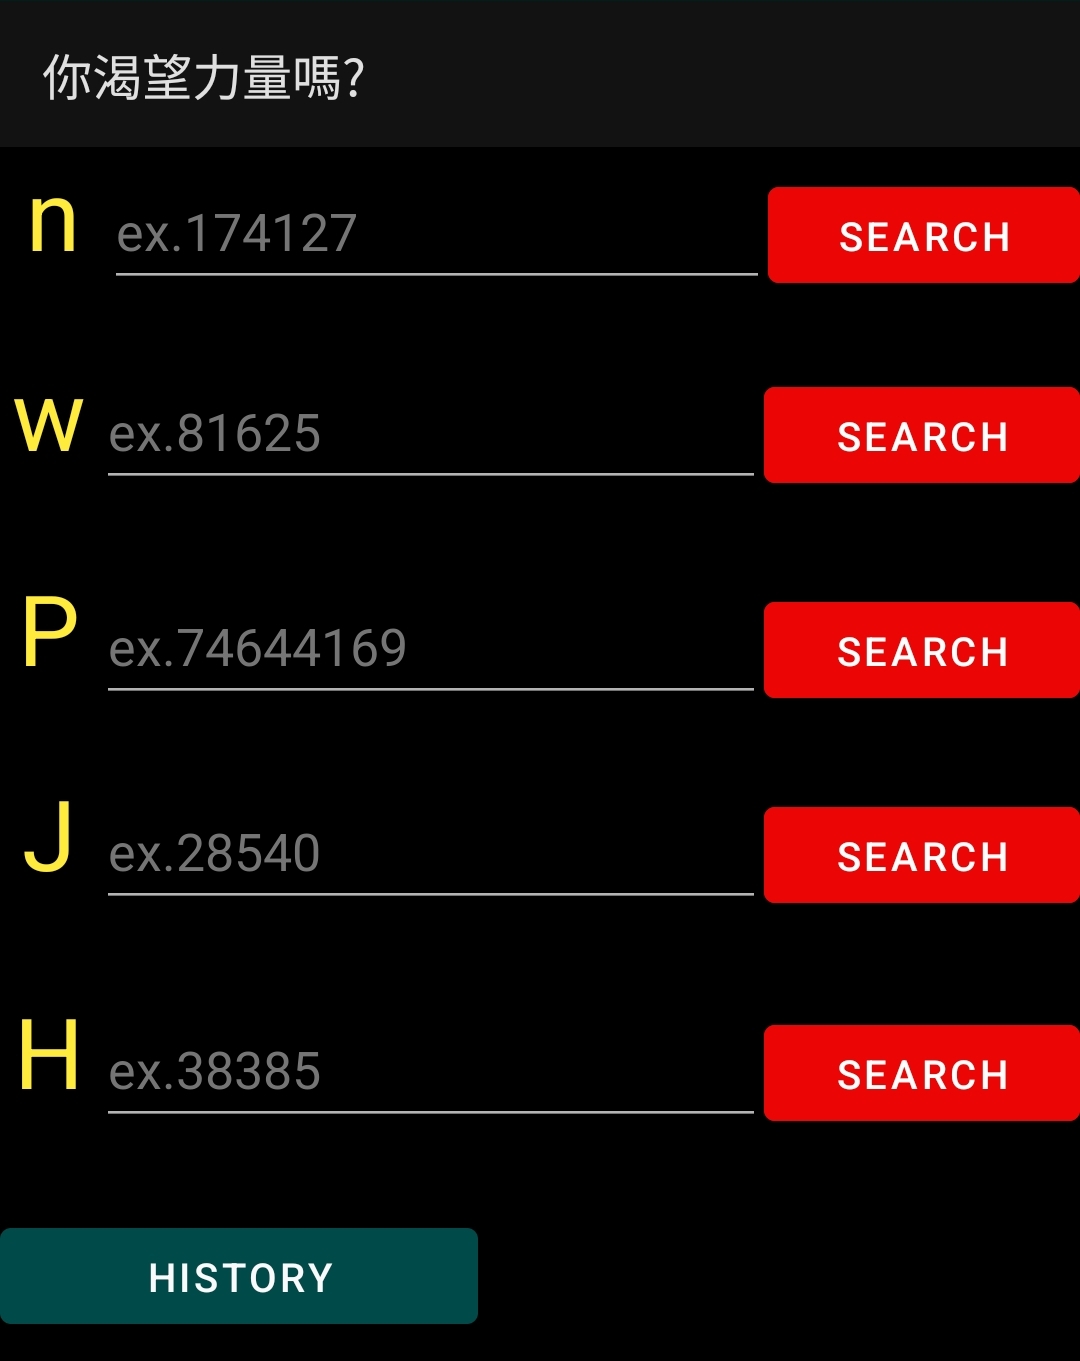 你渴望力量嗎?
n ex.174127 SEARCH
w ex.81625 SEARCH
P ex.74644169 SEARCH
J ex.28540 SEARCH
H ex.38385 SEARCH
HISTORY